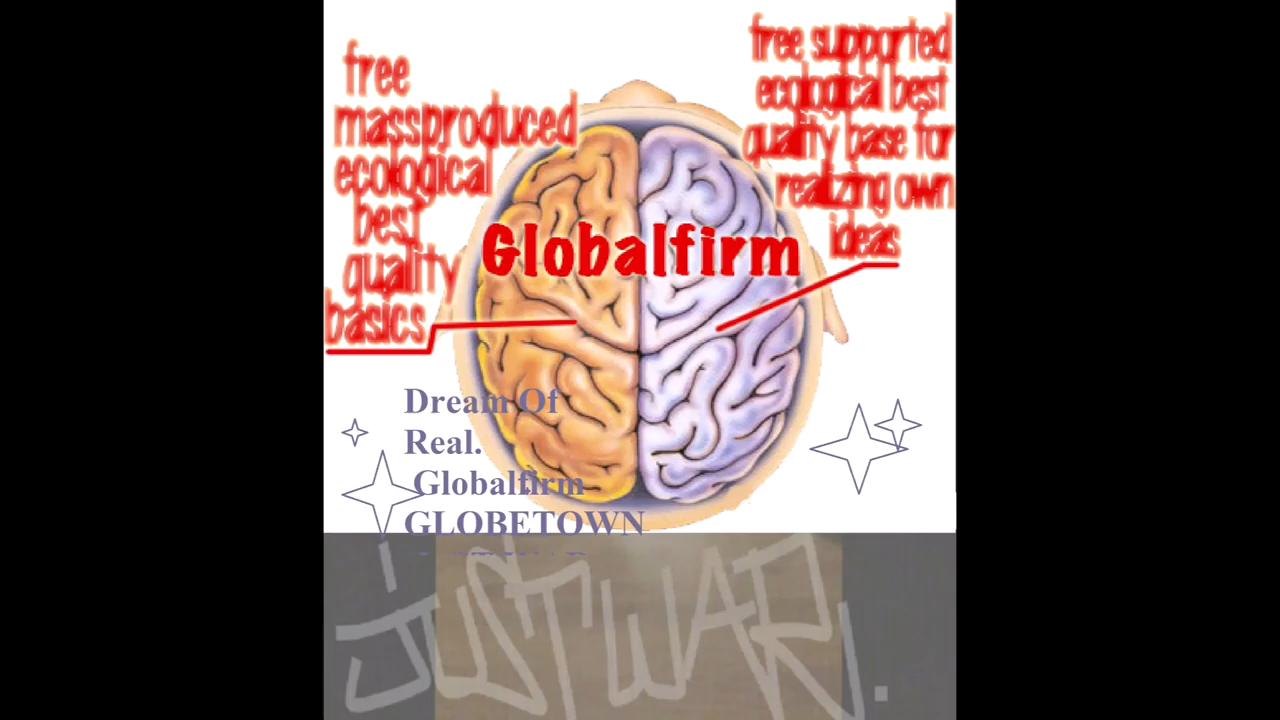 free
massproduced
ecological
best
quality
basics
free supported
ecological best
quality base for
realizing own
ideas
Globalfirm
Dream Of
Real.
Globalfirm
GLOBETOWN
JUST WAR.